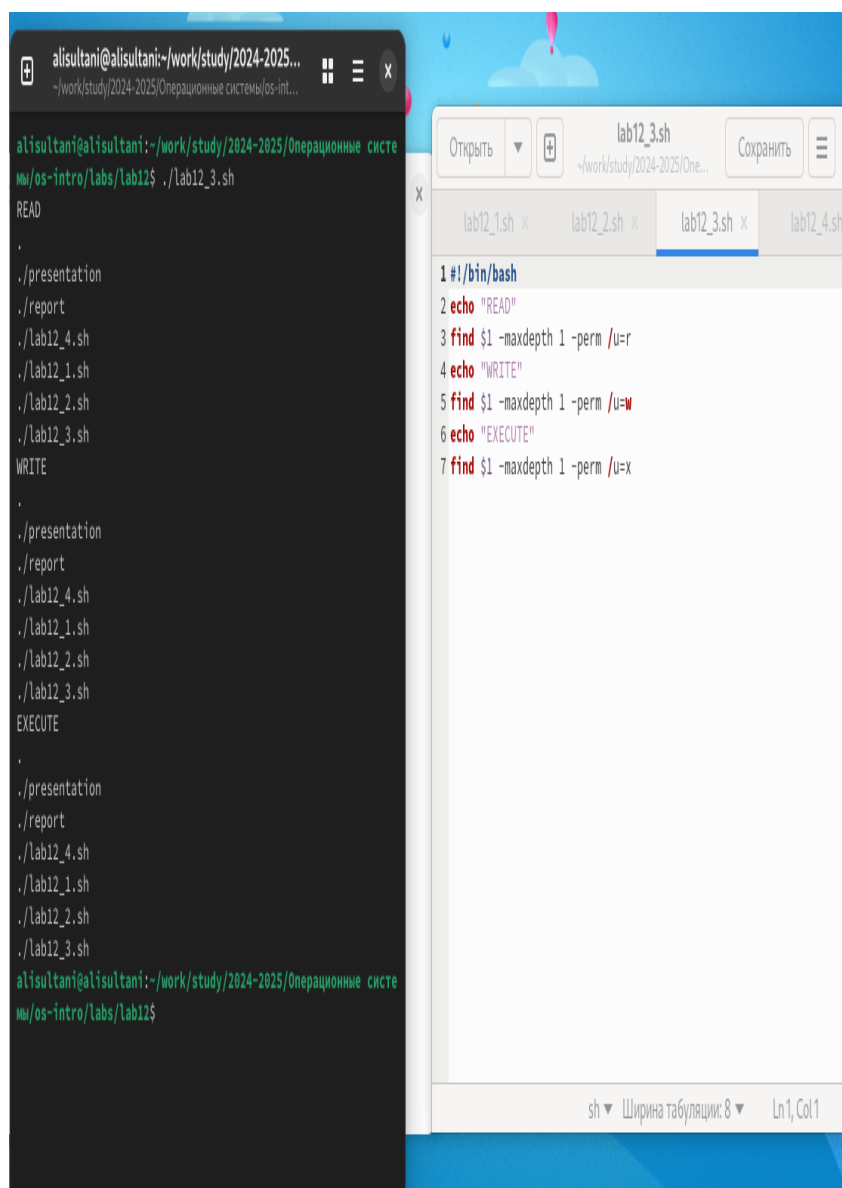 alisultani@alisultani:~/work/study/2024-2025...
~/work/study/2024-2025/Операционные системы/os-int...
alisultani@alisultani:~/work/study/2024-2025/Операционные систе
мы/os-intro/labs/lab12$ ./lab12_3.sh
READ
.
./presentation
./report
./lab12_4.sh
./lab12_1.sh
./lab12_2.sh
./lab12_3.sh
WRITE
.
./presentation
./report
./lab12_4.sh
./lab12_1.sh
./lab12_2.sh
./lab12_3.sh
EXECUTE
.
./presentation
./report
./lab12_4.sh
./lab12_1.sh
./lab12_2.sh
./lab12_3.sh
alisultani@alisultani:~/work/study/2024-2025/Операционные систе
мы/os-intro/labs/lab12$
Открыть
lab12_3.sh
~/work/study/2024-2025/Опе...
Сохранить
lab12_1.sh × lab12_2.sh × lab12_3.sh × lab12_4.sh
1 #!/bin/bash
2 echo "READ"
3 find $1 -maxdepth 1 -perm /u=r
4 echo "WRITE"
5 find $1 -maxdepth 1 -perm /u=w
6 echo "EXECUTE"
7 find $1 -maxdepth 1 -perm /u=x
sh Ширина табуляции: 8 Ln 1, Col 1